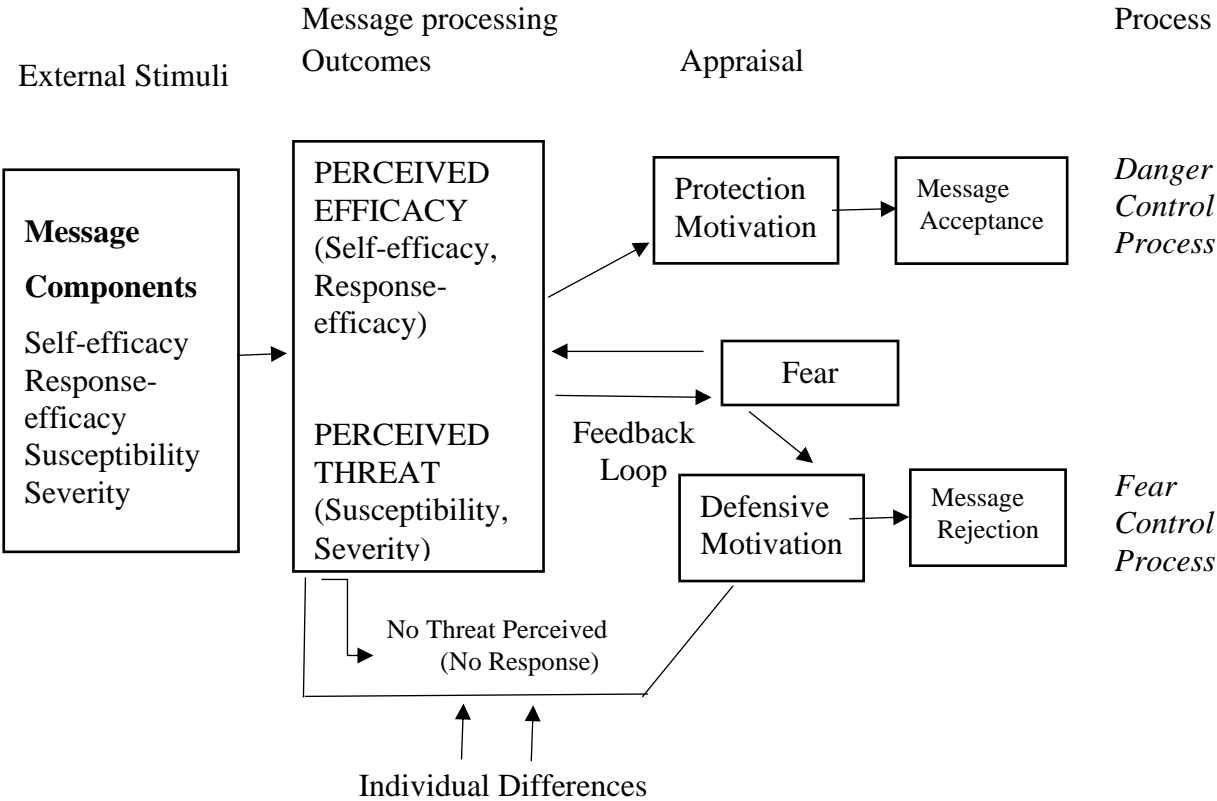 Message processing
Outcomes
Process
External Stimuli
Appraisal
Message
Components
Self-efficacy
Response-
efficacy
Susceptibility
Severity
PERCEIVED
EFFICACY
(Self-efficacy,
Response-
efficacy)
PERCEIVED
THREAT
(Susceptibility,
Severity)
Protection
Motivation
Message
Acceptance
Danger
Control
Process
Fear
Feedback
Loop
Defensive
Motivation
Message
Rejection
Fear
Control
Process
No Threat Perceived
(No Response)
Individual Differences